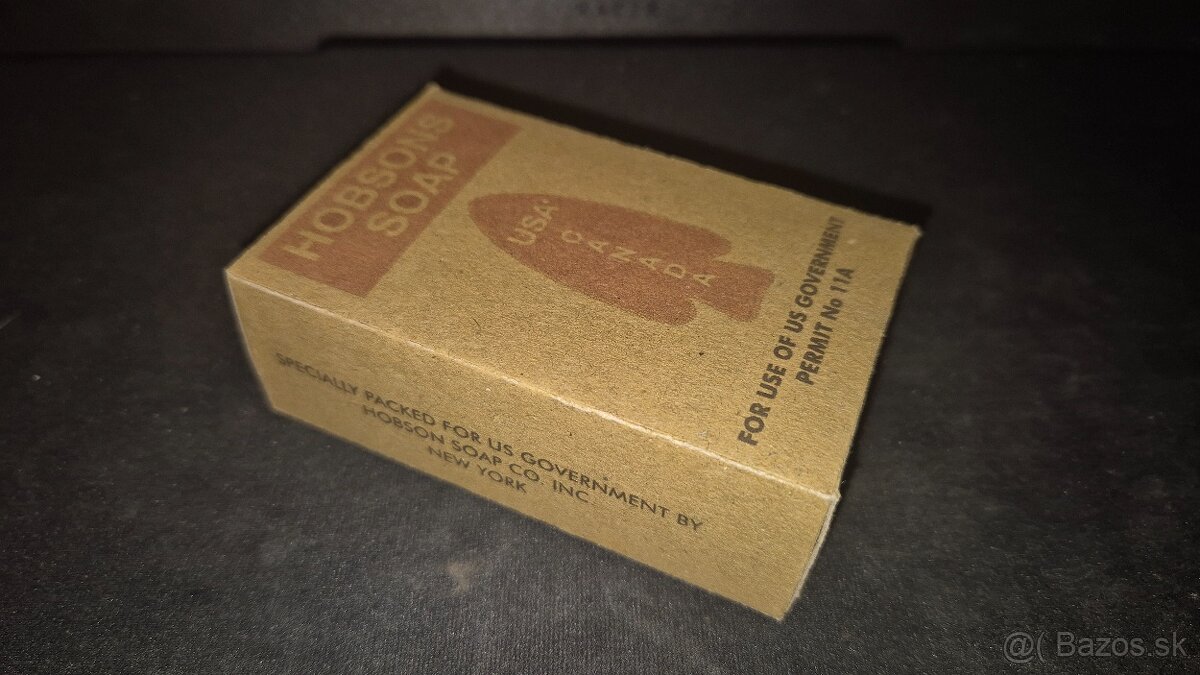 HOBSONS
SOAP
USA·
CANADA
FOR USE OF US GOVERNMENT
PERMIT No 11A
SPECIALLY PACKED FOR US GOVERNMENT BY
HOBSON SOAP CO. INC.
NEW YORK
@( Bazos.sk